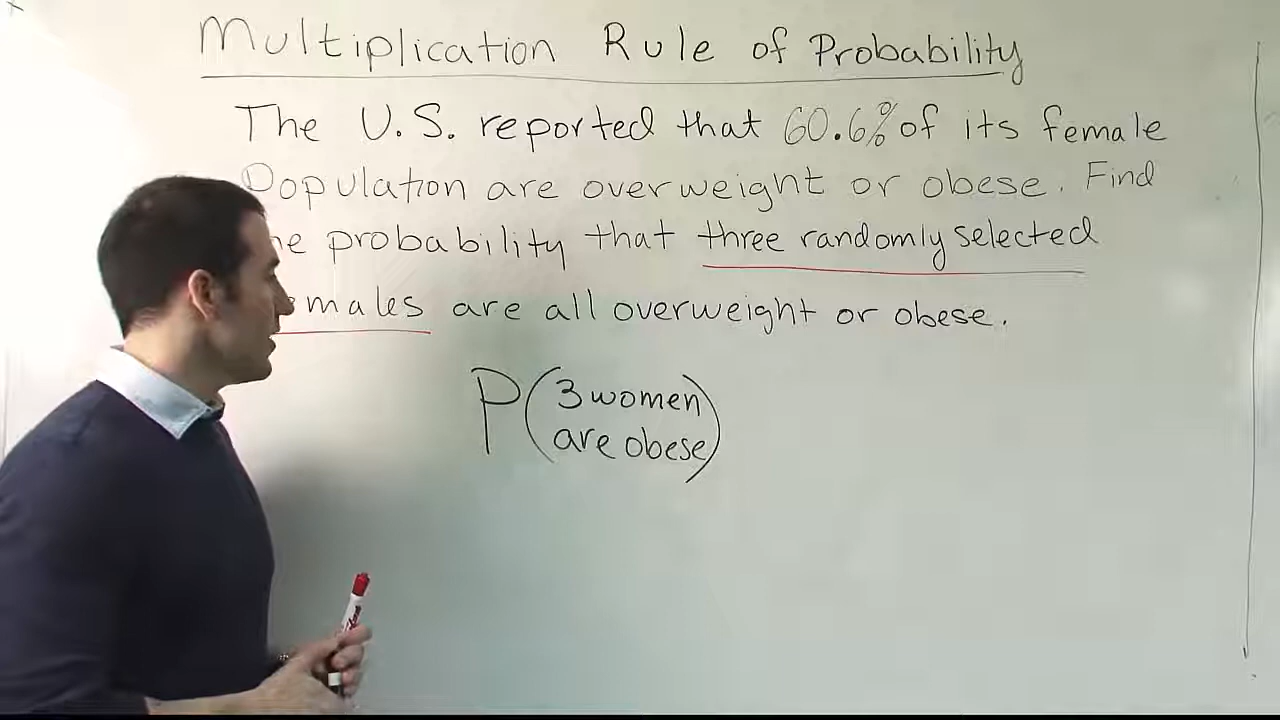 Multiplication Rule of Probability
The U.S. reported that 60.6% of its female
Population are overweight or obese. Find
probability that three randomly selected
are all overweight or obese.
P(3 women
are obese)